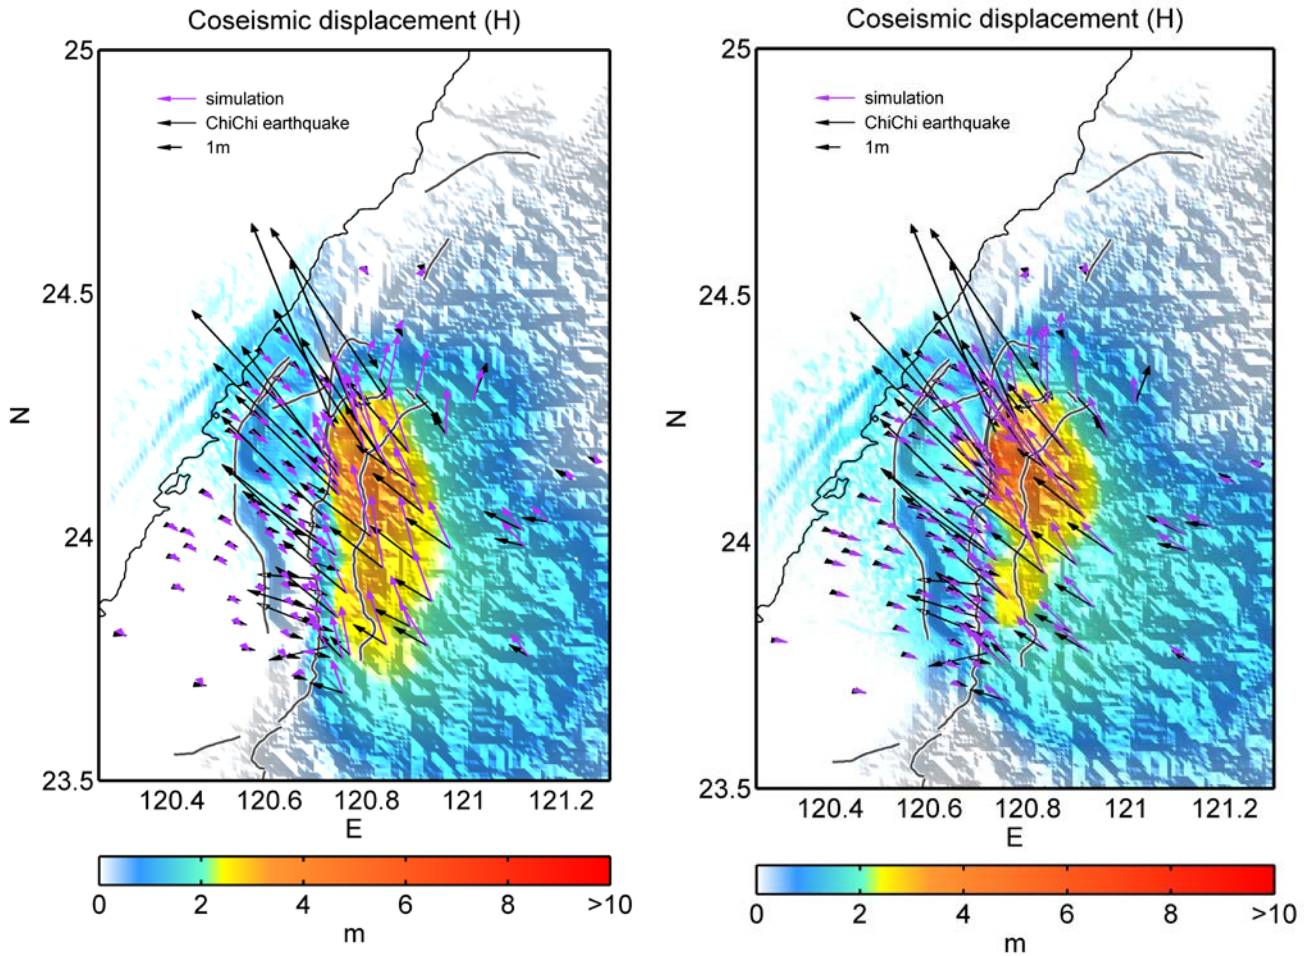 Coseismic displacement (H)
25
simulation
ChiChi earthquake
1m
24.5
N
24
23.5
120.4 120.6 120.8 121 121.2
E
0 2 4 6 8 >10
m
Coseismic displacement (H)
25
simulation
ChiChi earthquake
1m
24.5
N
24
23.5
120.4 120.6 120.8 121 121.2
E
0 2 4 6 8 >10
m